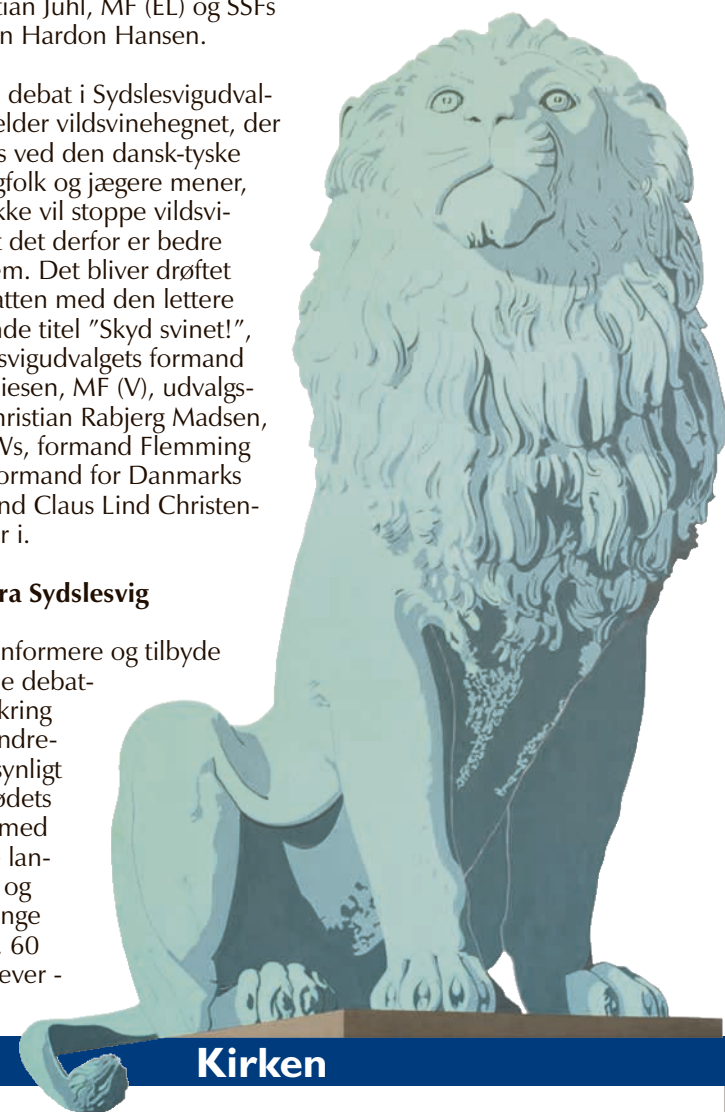 tian Juhl, MF (EL) og SSFs
n Hardon Hansen.
debat i Sydslesvigudval-
elder vildsvinehegnet, der
s ved den dansk-tyske
gfolk og jægere mener,
kke vil stoppe vildsvi-
t det derfor er bedre
em. Det bliver drøftet
atten med den lettere
nde titel ”Skyd svinet!”,
svigudvalgets formand
iesen, MF (V), udvalgs-
hristian Rabjerg Madsen,
Vs, formand Flemming
ormand for Danmarks
nd Claus Lind Christen-
r i.
ra Sydslesvig
nformere og tilbyde
e debat-
kring
ndre-
synligt
ødets
med
lan-
og
nge
60
ever -
Kirken